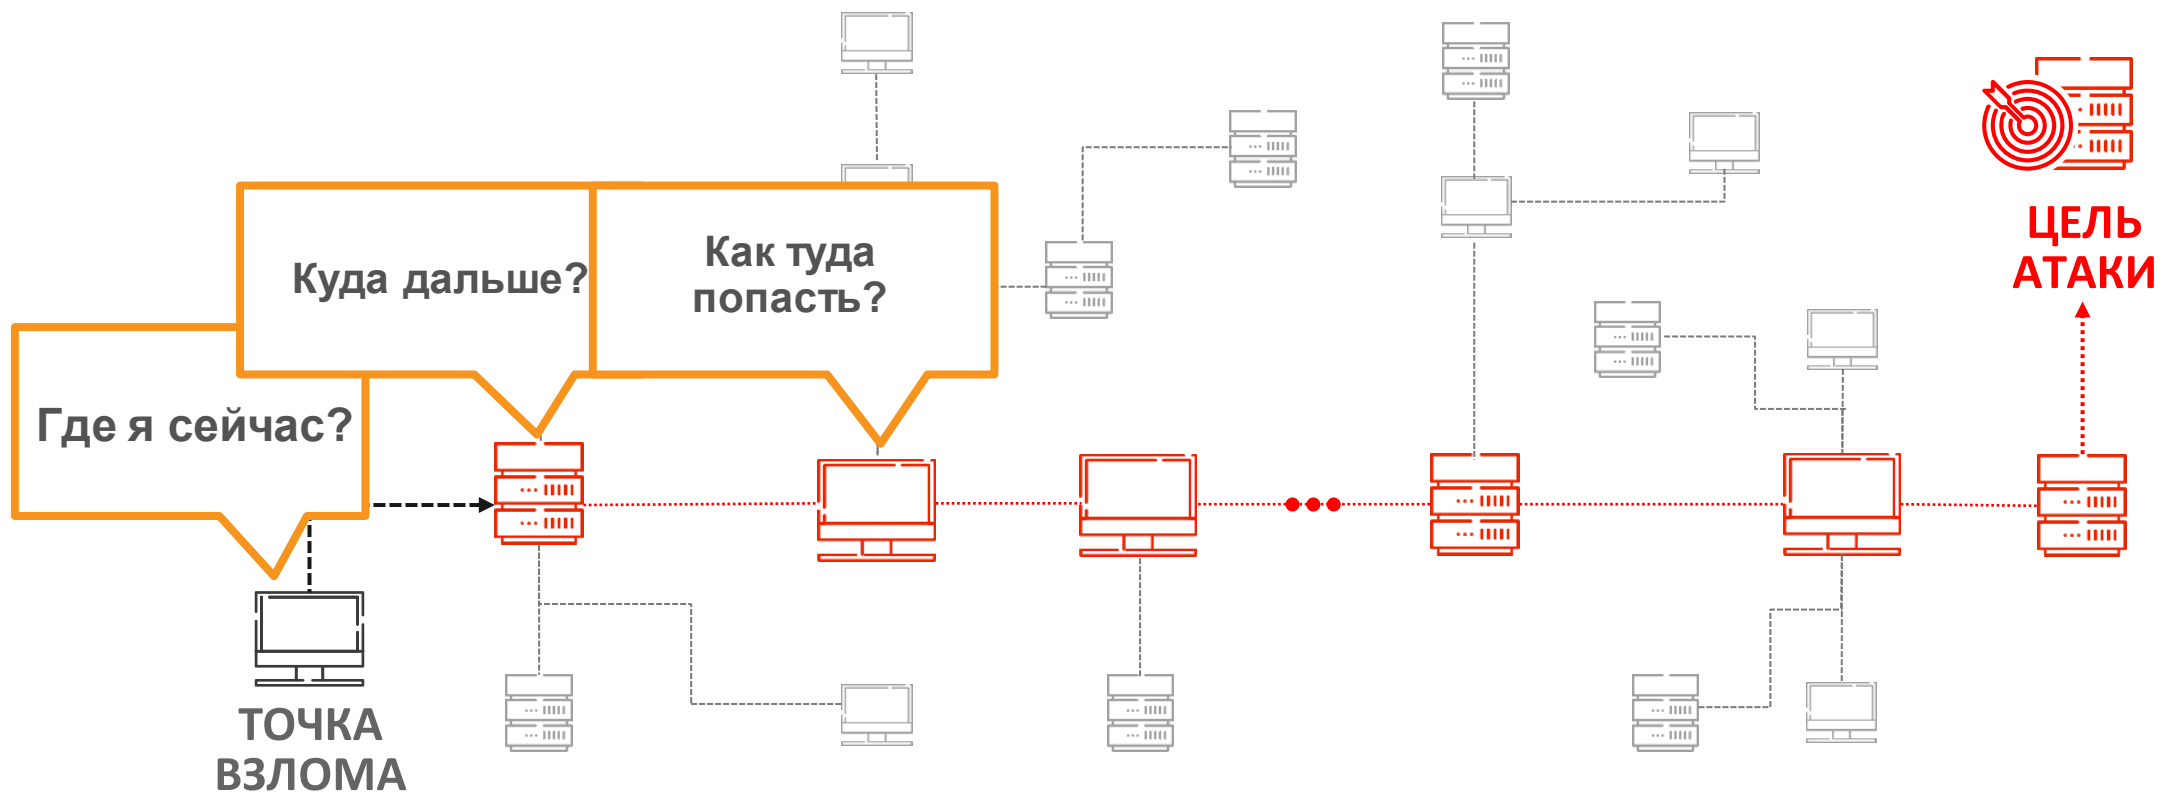 Где я сейчас?
Куда дальше?
Как туда
попасть?
ЦЕЛЬ
АТАКИ
ТОЧКА
ВЗЛОМА